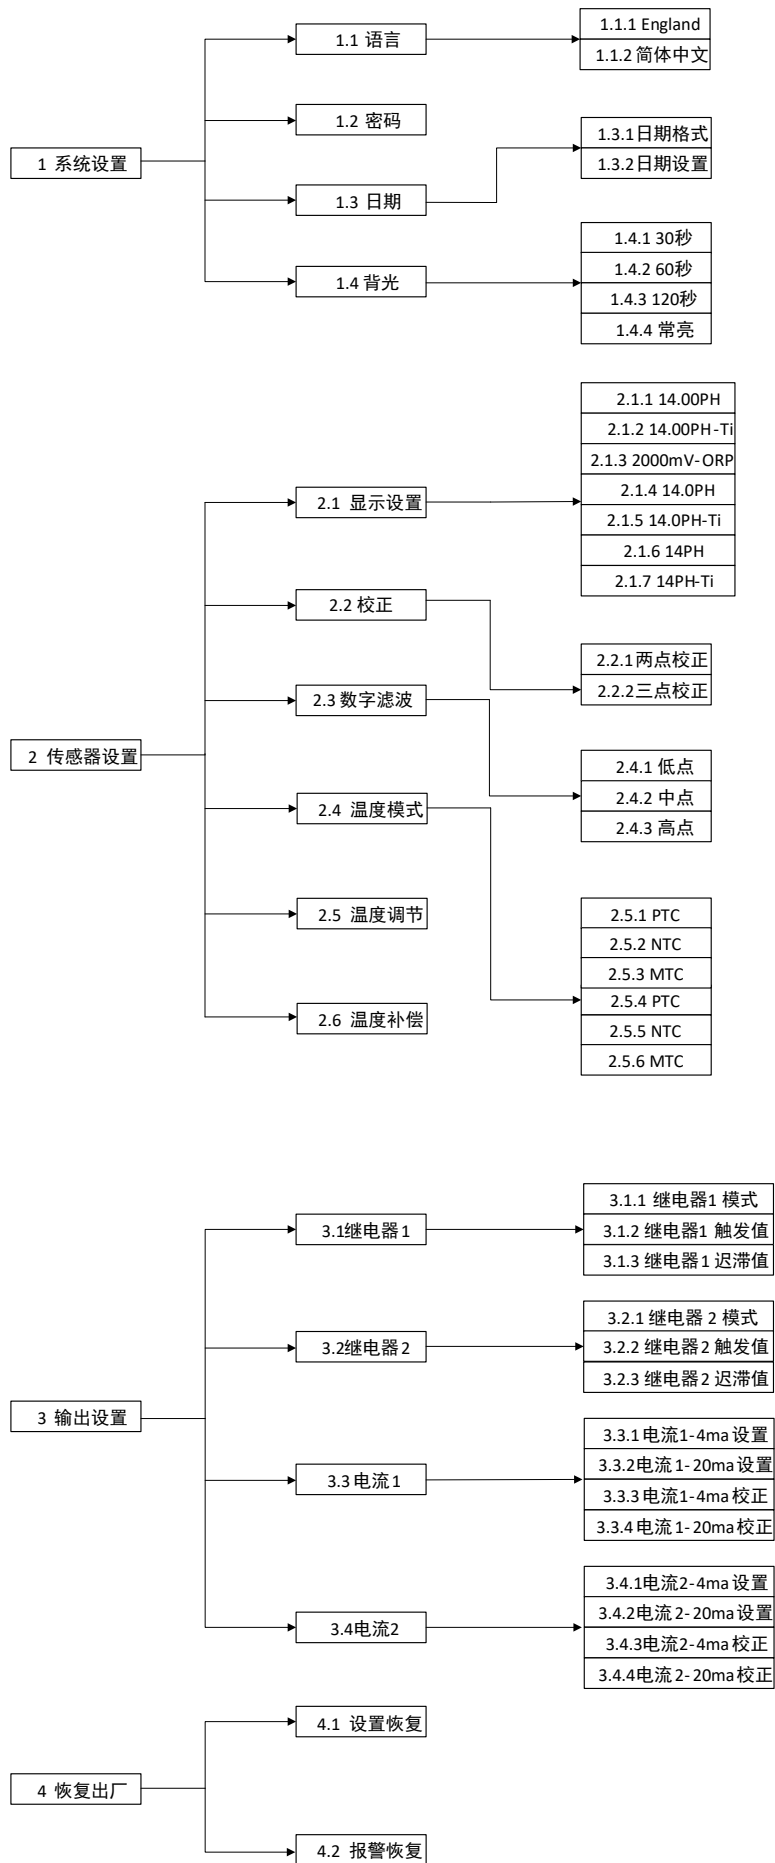 1 系统设置
1.1 语言
1.1.1 England
1.1.2 简体中文
1.2 密码
1.3 日期
1.3.1日期格式
1.3.2日期设置
1.4 背光
1.4.1 30秒
1.4.2 60秒
1.4.3 120秒
1.4.4 常亮
2 传感器设置
2.1 显示设置
2.1.1 14.00PH
2.1.2 14.00PH-Ti
2.1.3 2000mV-ORP
2.1.4 14.0PH
2.1.5 14.0PH-Ti
2.1.6 14PH
2.1.7 14PH-Ti
2.2 校正
2.2.1两点校正
2.2.2三点校正
2.3 数字滤波
2.4.1 低点
2.4.2 中点
2.4.3 高点
2.4 温度模式
2.5.1 PTC
2.5.2 NTC
2.5.3 MTC
2.5.4 PTC
2.5.5 NTC
2.5.6 MTC
2.5 温度调节
2.6 温度补偿
3 输出设置
3.1继电器1
3.1.1 继电器1 模式
3.1.2 继电器1 触发值
3.1.3 继电器1 迟滞值
3.2继电器2
3.2.1 继电器 2 模式
3.2.2 继电器2 触发值
3.2.3 继电器2 迟滞值
3.3 电流1
3.3.1电流1-4ma 设置
3.3.2电流1-20ma设置
3.3.3电流1-4ma 校正
3.3.4电流1-20ma校正
3.4电流2
3.4.1电流2-4ma 设置
3.4.2电流2-20ma设置
3.4.3电流2-4ma 校正
3.4.4电流2-20ma校正
4 恢复出厂
4.1 设置恢复
4.2 报警恢复